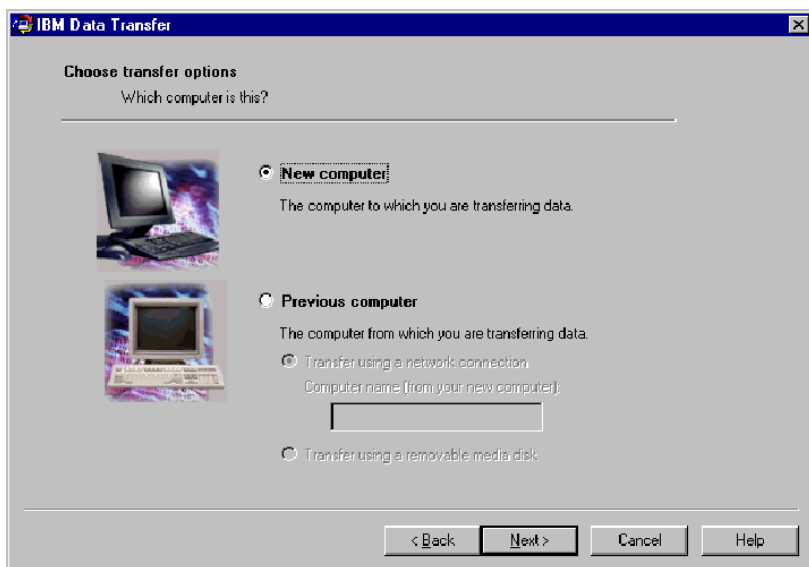 IBM Data Transfer
Choose transfer options
Which computer is this?
New computer
The computer to which you are transferring data.
Previous computer
The computer from which you are transferring data.
Transfer using a network connection
Computer name (from your new computer):
Transfer using a removable media disk
< Back Next > Cancel Help